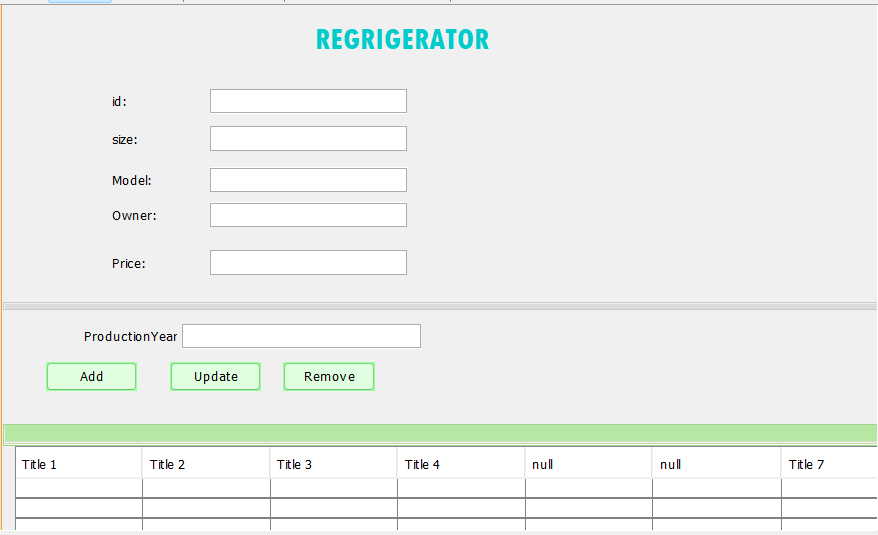 REGRIGERATOR
id:
size:
Model:
Owner:
Price:
ProductionYear
Add Update Remove
Title 1 Title 2 Title 3 Title 4 null null Title 7